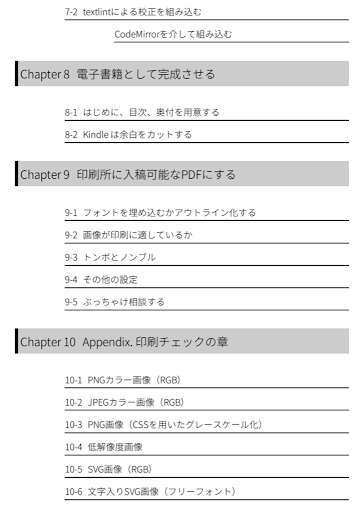 7-2 textlintによる校正を組み込む
CodeMirrorを介して組み込む
Chapter 8 電子書籍として完成させる
8-1 はじめに、目次、奥付を用意する
8-2 Kindle は余白をカットする
Chapter 9 印刷所に入稿可能なPDFにする
9-1 フォントを埋め込むかアウトライン化する
9-2 画像が印刷に適しているか
9-3 トンボとノンブル
9-4 その他の設定
9-5 ぶっちゃけ相談する
Chapter 10 Appendix. 印刷チェックの章
10-1 PNGカラー画像（RGB）
10-2 JPEGカラー画像（RGB）
10-3 PNG画像（CSSを用いたグレースケール化）
10-4 低解像度画像
10-5 SVG画像（RGB）
10-6 文字入りSVG画像（フリーフォント）